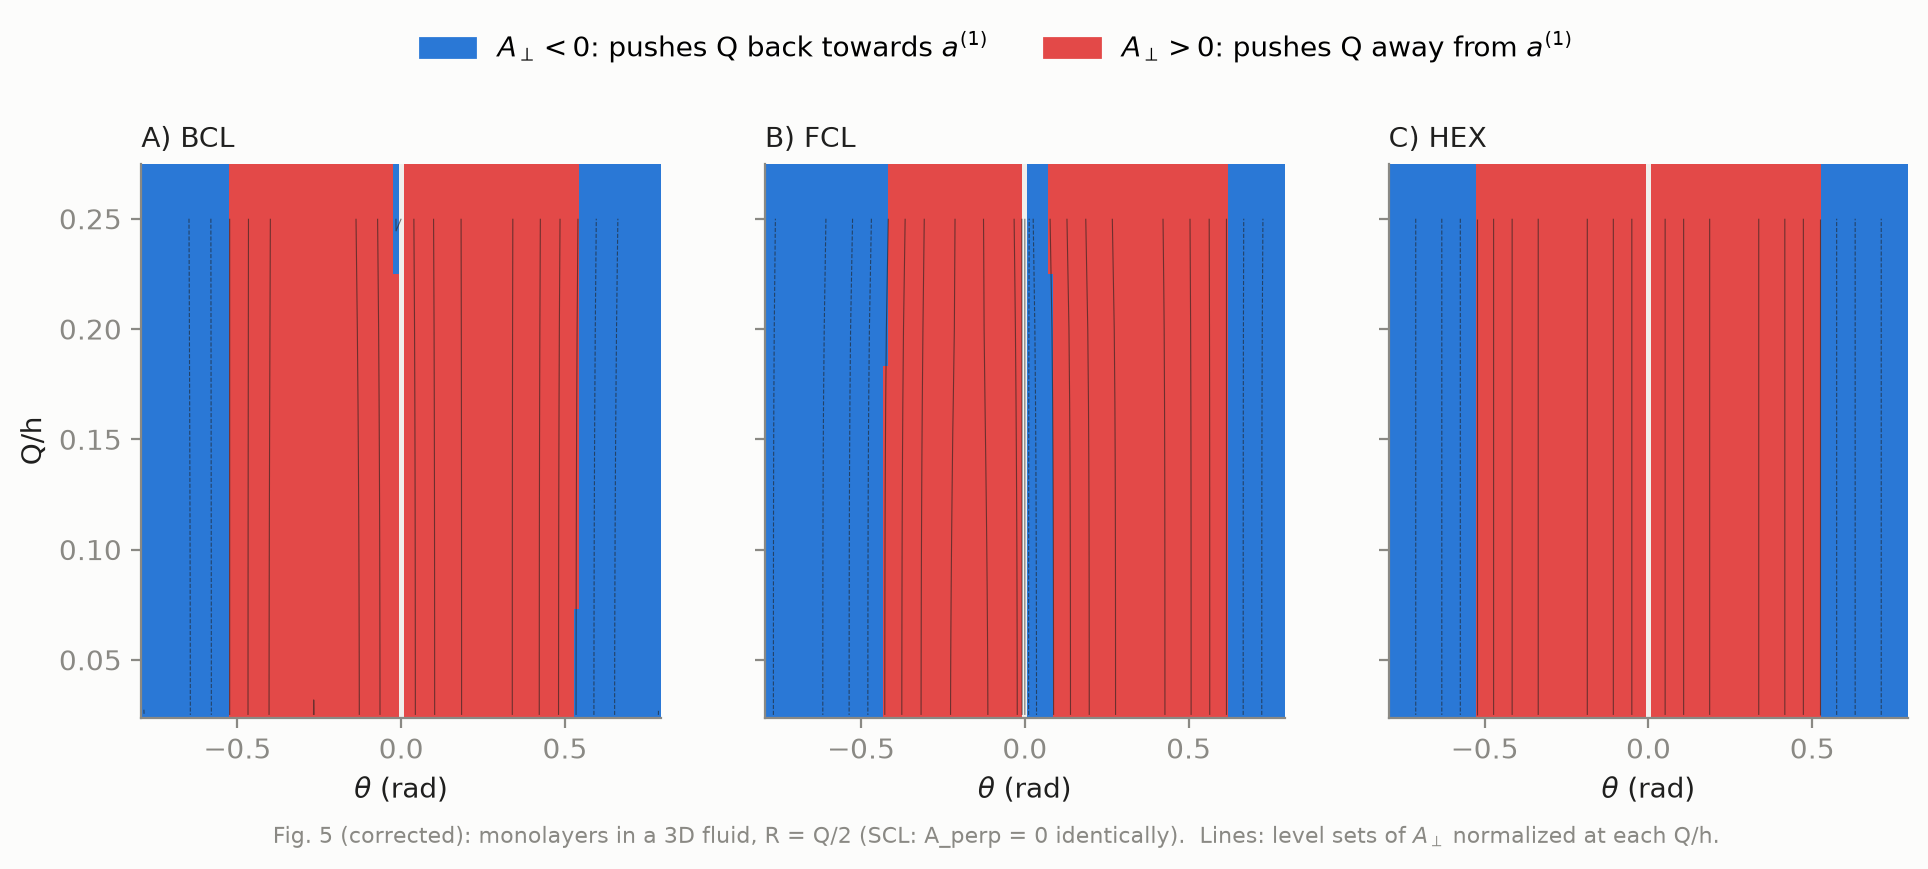 A⊥ < 0: pushes Q back towards a⁽¹⁾
A⊥ > 0: pushes Q away from a⁽¹⁾
A) BCL
B) FCL
C) HEX
Q/h
0.25
0.20
0.15
0.10
0.05
−0.5 0.0 0.5
−0.5 0.0 0.5
−0.5 0.0 0.5
θ (rad)
θ (rad)
θ (rad)
Fig. 5 (corrected): monolayers in a 3D fluid, R = Q/2 (SCL: A_perp = 0 identically). Lines: level sets of A⊥ normalized at each Q/h.